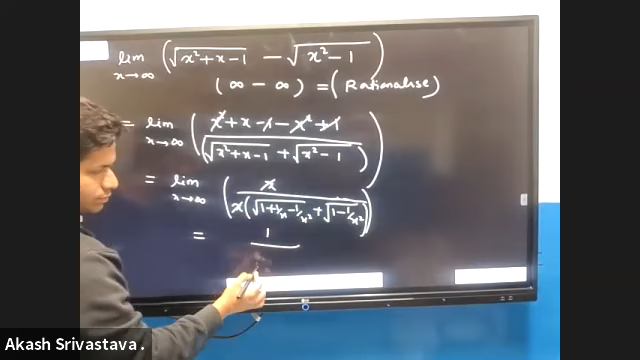 lim x→∞ (√x²+x-1 - √x²-1)
(∞ - ∞) = (Rationalise)
= lim x→∞ (x²+x-1-x²+1 / (√x²+x-1 + √x²-1))
= lim x→∞ (x / x(√1+1/x-1/x² + √1-1/x²))
= 1
Akash Srivastava .